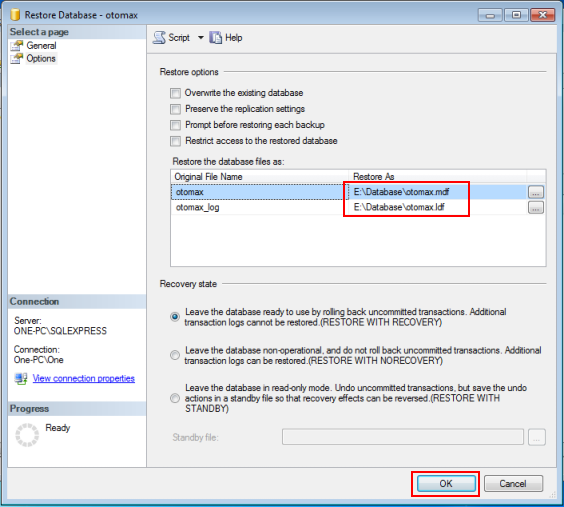 Restore Database - otomax
Select a page
General
Options
Script
Help
Restore options
Overwrite the existing database
Preserve the replication settings
Prompt before restoring each backup
Restrict access to the restored database
Restore the database files as:
Original File Name Restore As
otomax E:\Database\otomax.mdf ...
otomax_log E:\Database\otomax.ldf ...
Recovery state
Leave the database ready to use by rolling back uncommitted transactions. Additional
transaction logs cannot be restored.(RESTORE WITH RECOVERY)
Leave the database non-operational, and do not roll back uncommitted transactions. Additional
transaction logs can be restored.(RESTORE WITH NORECOVERY)
Leave the database in read-only mode. Undo uncommitted transactions, but save the undo
actions in a standby file so that recovery effects can be reversed.(RESTORE WITH
STANDBY)
Standby file: ...
Connection
Server:
ONE-PC\SQLEXPRESS
Connection:
One-PC\One
View connection properties
Progress
Ready
OK Cancel